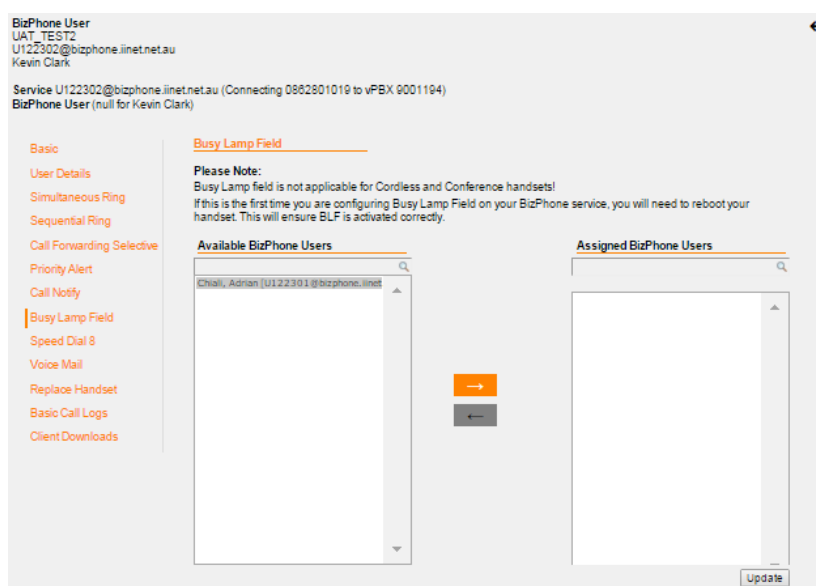 BizPhone User
UAT_TEST2
U122302@bizphone.iinet.net.au
Kevin Clark
Service U122302@bizphone.iinet.net.au (Connecting 0862801019 to vPBX 9001194)
BizPhone User (null for Kevin Clark)
Basic
User Details
Simultaneous Ring
Sequential Ring
Call Forwarding Selective
Priority Alert
Call Notify
Busy Lamp Field
Speed Dial 8
Voice Mail
Replace Handset
Basic Call Logs
Client Downloads
Busy Lamp Field
Please Note:
Busy Lamp field is not applicable for Cordless and Conference handsets!
If this is the first time you are configuring Busy Lamp Field on your BizPhone service, you will need to reboot your
handset. This will ensure BLF is activated correctly.
Available BizPhone Users
Chiali, Adrian [U122301@bizphone.iinet
Assigned BizPhone Users
Update